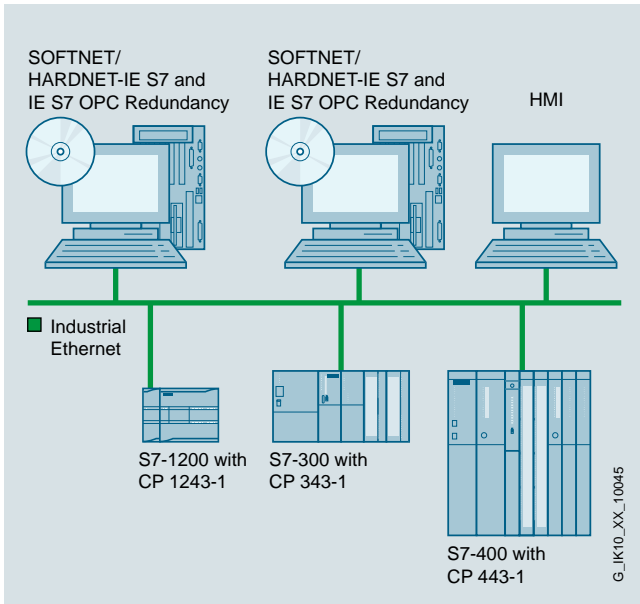 SOFTNET/
HARDNET-IE S7 and
IE S7 OPC Redundancy
SOFTNET/
HARDNET-IE S7 and
IE S7 OPC Redundancy
HMI
Industrial
Ethernet
S7-1200 with
CP 1243-1
S7-300 with
CP 343-1
S7-400 with
CP 443-1
G_IK10_XX_10045